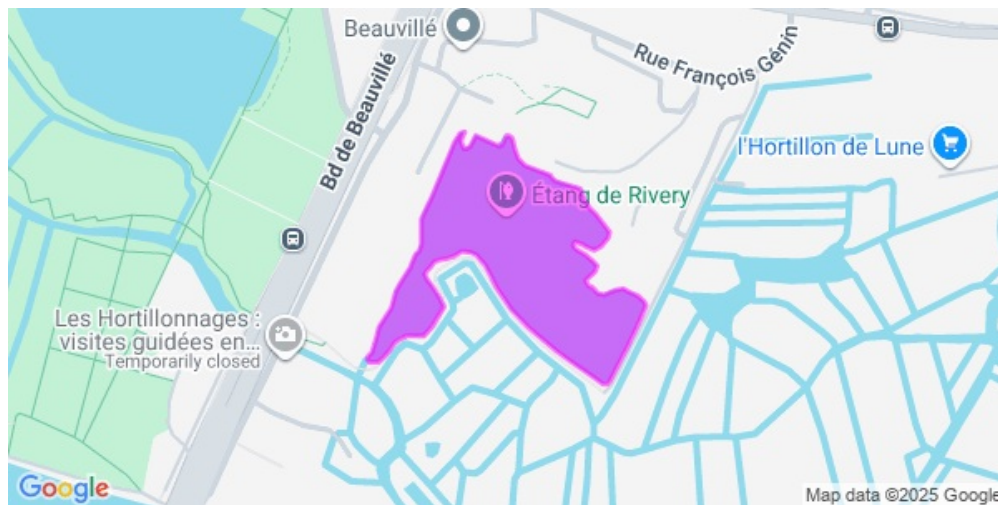 Beauvillé
Rue François Génin
Bd de Beauvillé
l'Hortillon de Lune
Étang de Rivery
Les Hortillonnages :
visites guidées en...
Temporarily closed
Google
Map data ©2025 Google